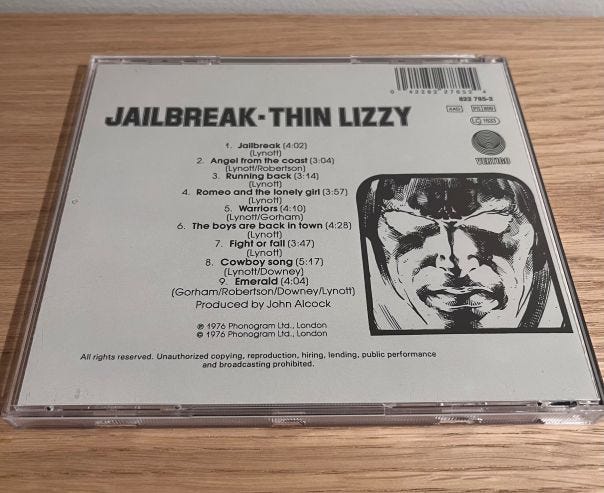 0 42282 27852 4
822 785-2
AAD
JAILBREAK - THIN LIZZY
VERTIGO
1. Jailbreak (4:02)
(Lynott)
2. Angel from the coast (3:04)
(Lynott/Robertson)
3. Running back (3:14)
(Lynott)
4. Romeo and the lonely girl (3:57)
(Lynott)
5. Warriors (4:10)
(Lynott/Gorham)
6. The boys are back in town (4:28)
(Lynott)
7. Fight or fall (3:47)
(Lynott)
8. Cowboy song (5:17)
(Lynott/Downey)
9. Emerald (4:04)
(Gorham/Robertson/Downey/Lynott)
Produced by John Alcock
℗ 1976 Phonogram Ltd., London
© 1976 Phonogram Ltd., London
All rights reserved. Unauthorized copying, reproduction, hiring, lending, public performance
and broadcasting prohibited.